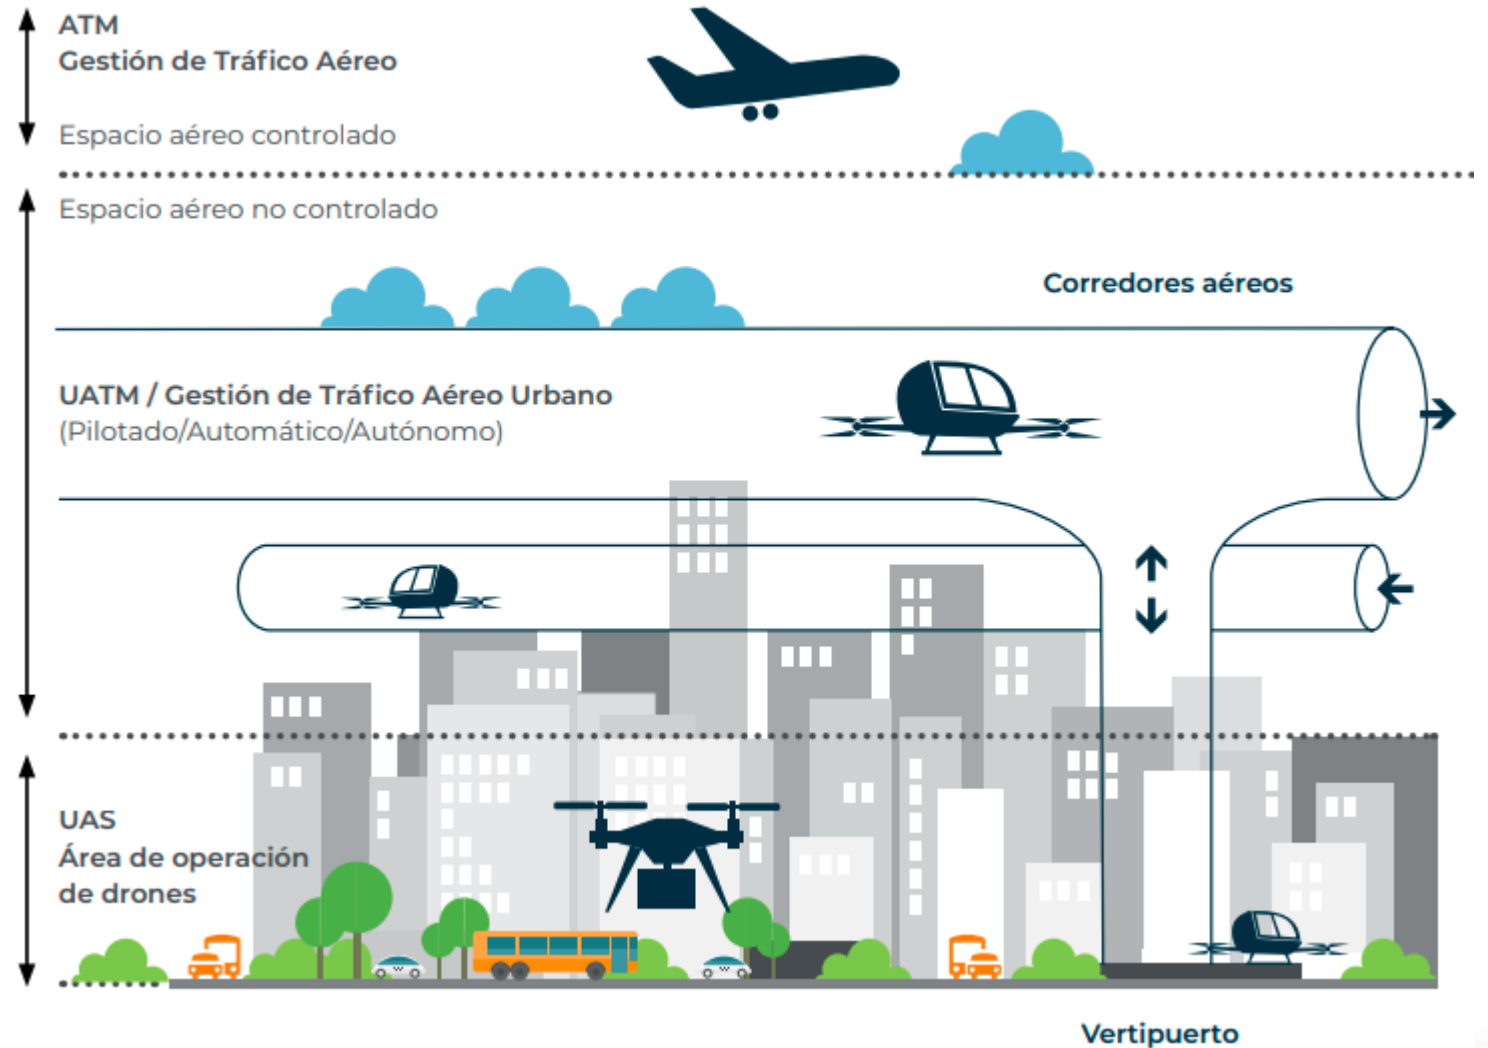 ATM
Gestión de Tráfico Aéreo
Espacio aéreo controlado
Espacio aéreo no controlado
Corredores aéreos
UATM / Gestión de Tráfico Aéreo Urbano
(Pilotado/Automático/Autónomo)
UAS
Área de operación
de drones
Vertipuerto